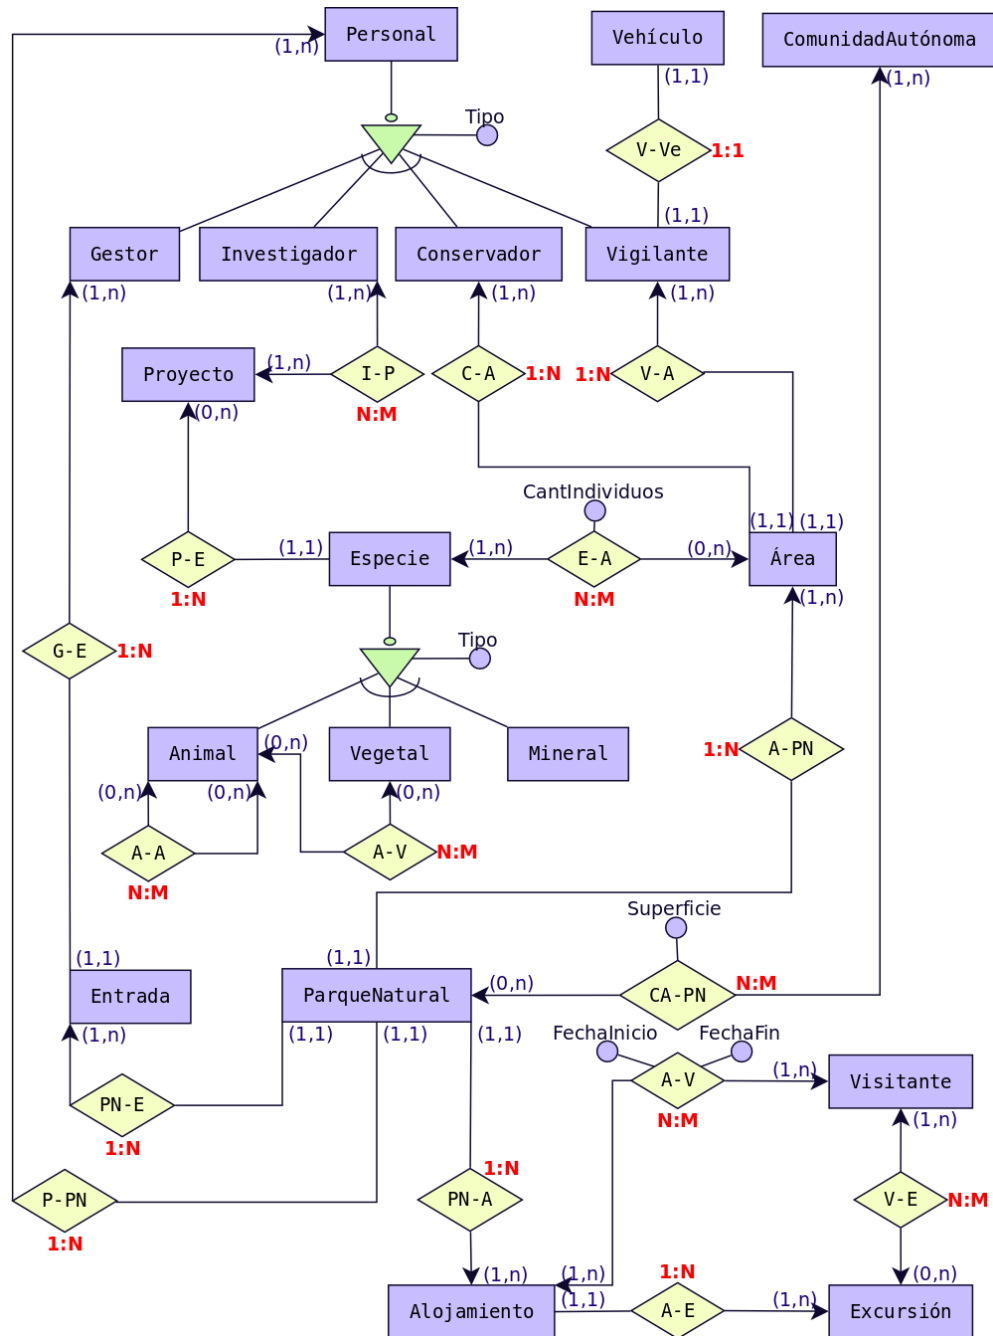 Personal
Vehículo
ComunidadAutónoma
(1,n)
(1,1)
(1,n)
Tipo
V-Ve
1:1
(1,1)
Gestor
Investigador
Conservador
Vigilante
(1,n)
(1,n)
(1,n)
(1,n)
Proyecto
(1,n)
I-P
C-A
1:N
1:N
V-A
(0,n)
N:M
CantIndividuos
(1,1)
(1,1)
P-E
(1,1)
Especie
(1,n)
E-A
(0,n)
Área
1:N
N:M
(1,n)
G-E
1:N
Tipo
Animal
(0,n)
Vegetal
Mineral
1:N
A-PN
(0,n)
(0,n)
(0,n)
A-A
A-V
N:M
N:M
Superficie
(1,1)
(1,1)
Entrada
ParqueNatural
(0,n)
CA-PN
N:M
(1,n)
(1,1)
(1,1)
(1,1)
FechaInicio
FechaFin
A-V
(1,n)
Visitante
PN-E
N:M
(1,n)
1:N
1:N
P-PN
PN-A
V-E
N:M
1:N
(1,n)
(1,n)
1:N
(0,n)
Alojamiento
(1,1)
A-E
(1,n)
Excursión